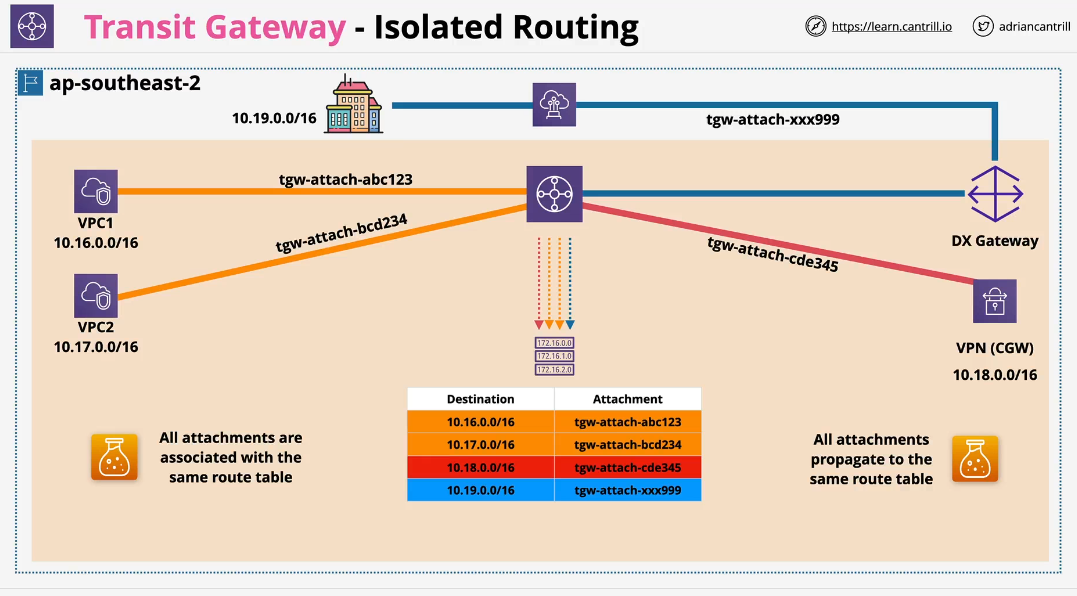 Transit Gateway - Isolated Routing
https://learn.cantrill.io
adriancantrill
ap-southeast-2
10.19.0.0/16
tgw-attach-xxx999
tgw-attach-abc123
VPC1
10.16.0.0/16
tgw-attach-bcd234
tgw-attach-cde345
DX Gateway
VPC2
10.17.0.0/16
VPN (CGW)
10.18.0.0/16
172.16.0.0
172.16.1.0
172.16.2.0
Destination Attachment
10.16.0.0/16 tgw-attach-abc123
10.17.0.0/16 tgw-attach-bcd234
10.18.0.0/16 tgw-attach-cde345
10.19.0.0/16 tgw-attach-xxx999
All attachments are
associated with the
same route table
All attachments
propagate to the
same route table